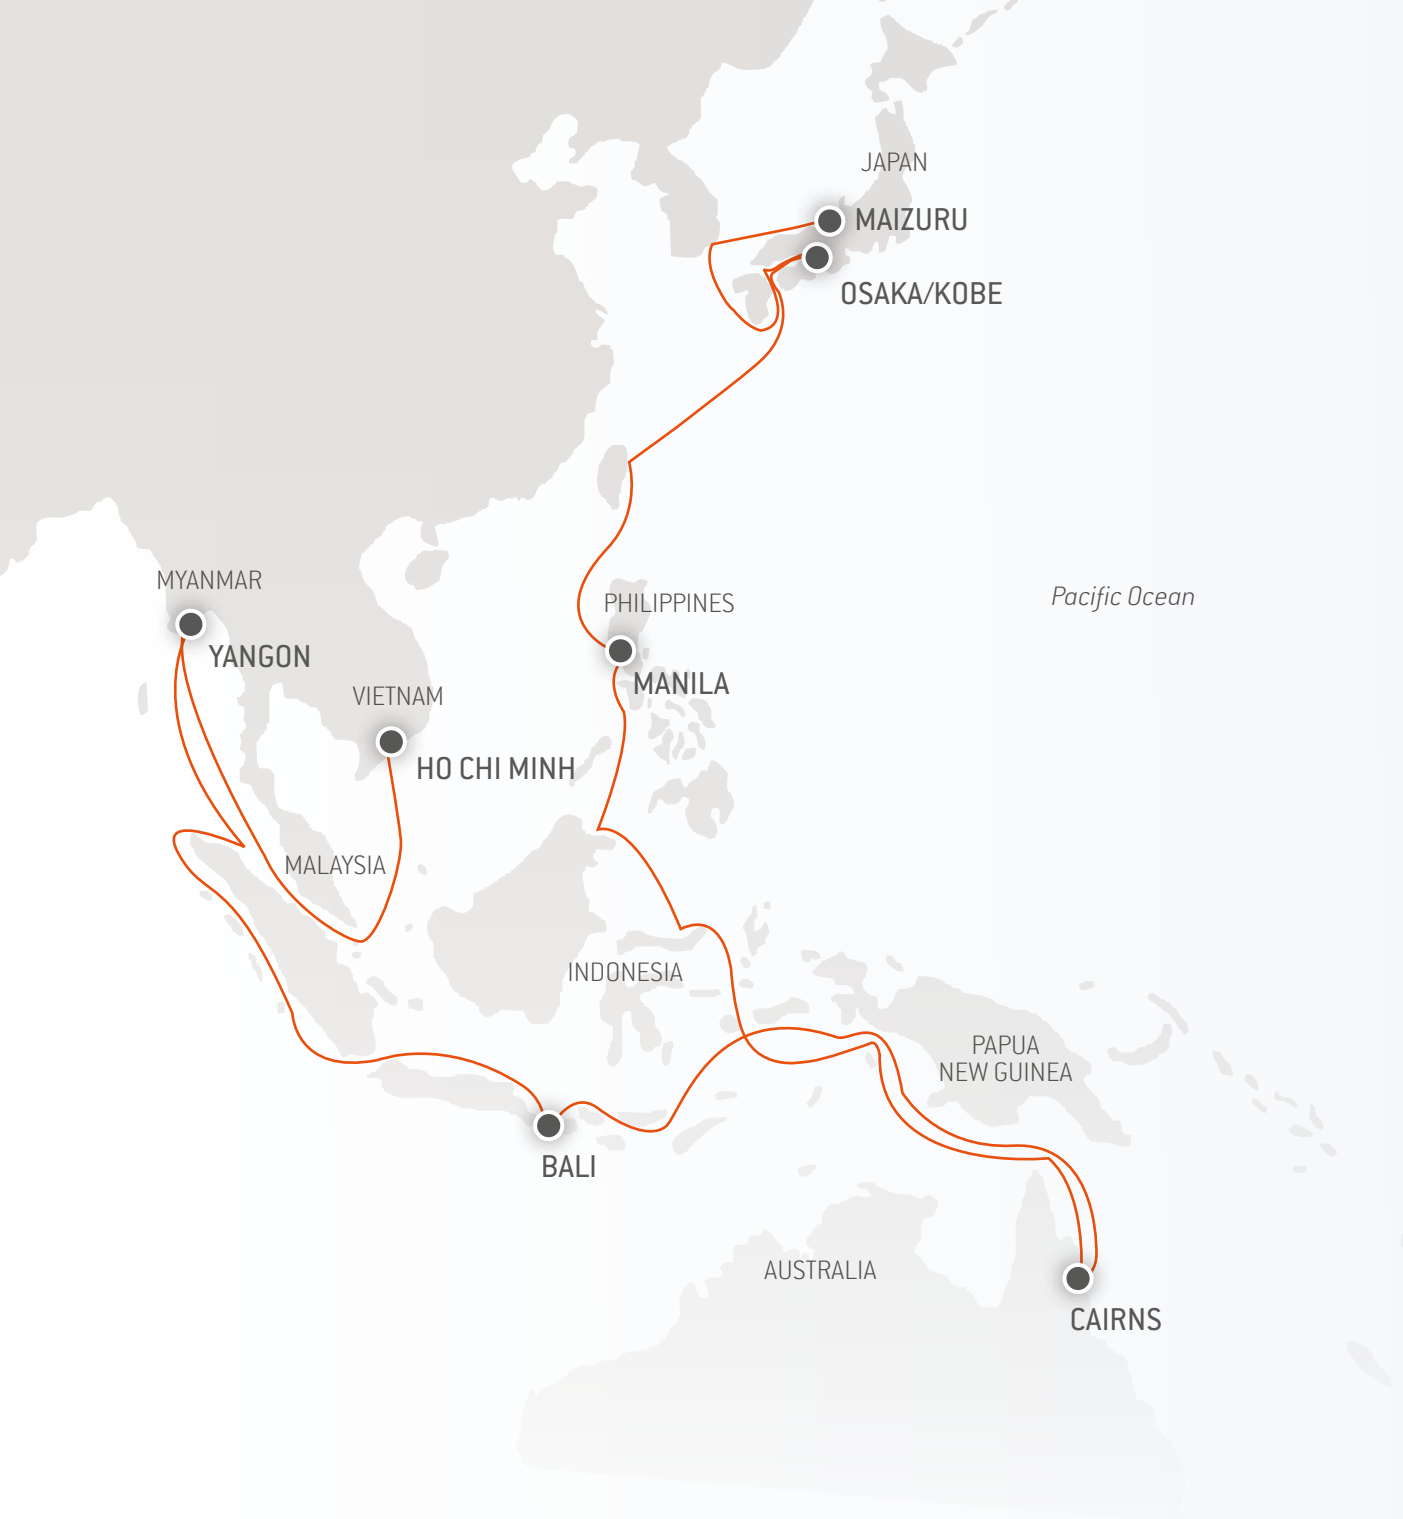 JAPAN
MAIZURU
OSAKA/KOBE
MYANMAR
YANGON
PHILIPPINES
Pacific Ocean
MANILA
VIETNAM
HO CHI MINH
MALAYSIA
INDONESIA
PAPUA
NEW GUINEA
BALI
AUSTRALIA
CAIRNS